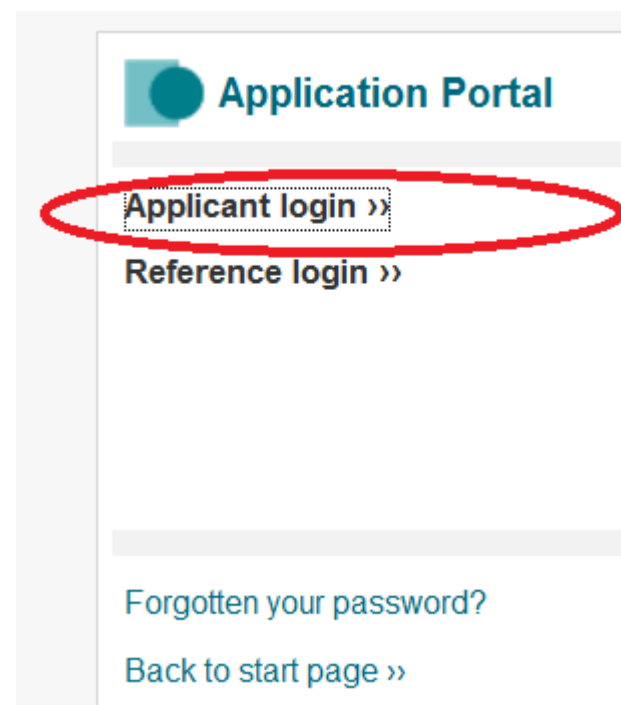 Application Portal
Applicant login ››
Reference login ››
Forgotten your password?
Back to start page ››